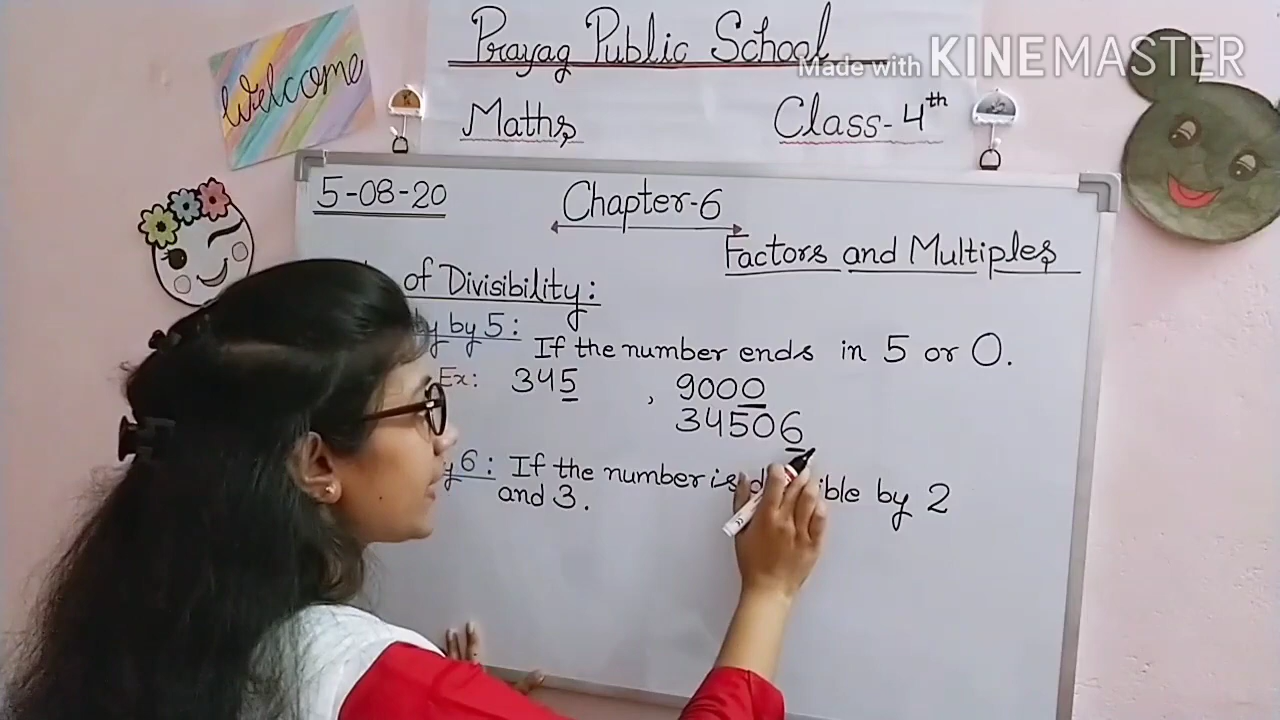 Welcome
Prayag Public School
Made with KINEMASTER
Maths
Class-4th
5-08-20
Chapter-6
Factors and Multiples
of Divisibility:
by 5:
If the number ends in 5 or 0.
Ex: 345 , 9000
34506
6: If the number is by 2
and 3.